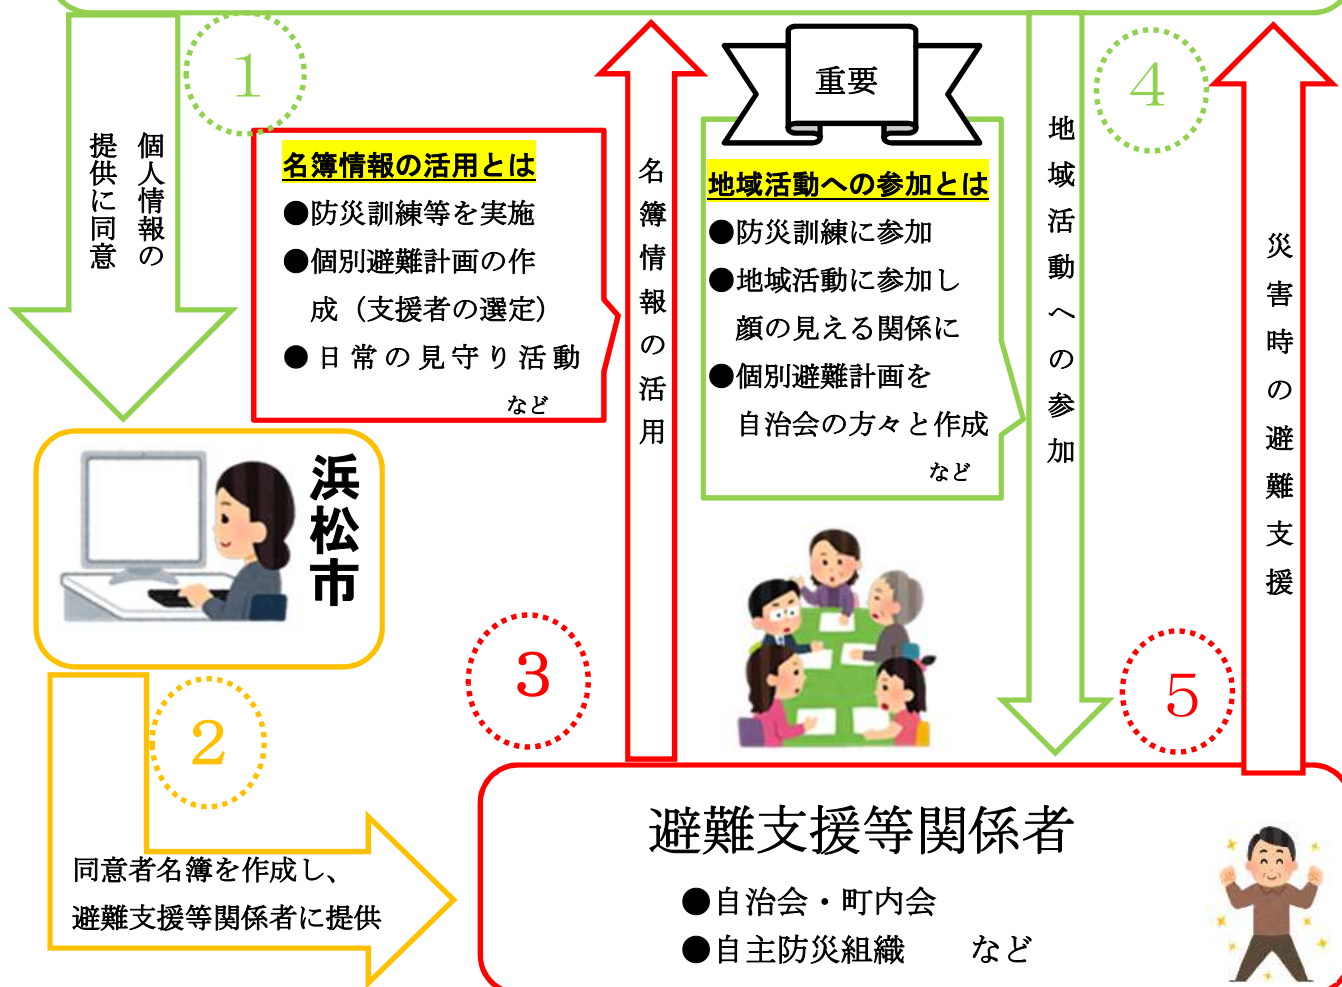 1
個人情報の
提供に同意
名簿情報の活用とは
●防災訓練等を実施
●個別避難計画の作
成（支援者の選定）
●日常の見守り活動
など
名簿情報の活用
重要
地域活動への参加とは
●防災訓練に参加
●地域活動に参加し
顔の見える関係に
●個別避難計画を
自治会の方々と作成
など
地域活動への参加
4
災害時の避難支援
浜松市
2
3
5
同意者名簿を作成し、
避難支援等関係者に提供
避難支援等関係者
●自治会・町内会
●自主防災組織　　など